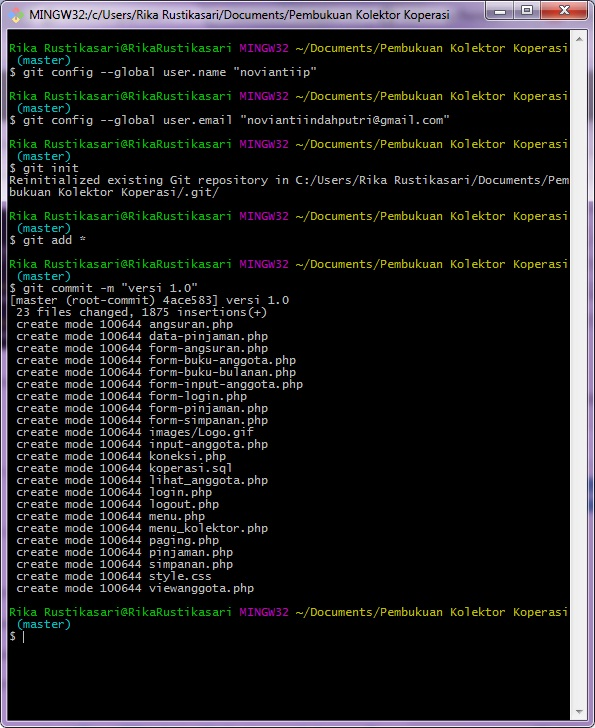 MINGW32:/c/Users/Rika Rustikasari/Documents/Pembukuan Kolektor Koperasi
Rika Rustikasari@RikaRustikasari MINGW32 ~/Documents/Pembukuan Kolektor Koperasi
(master)
$ git config --global user.name "noviantiip"
Rika Rustikasari@RikaRustikasari MINGW32 ~/Documents/Pembukuan Kolektor Koperasi
(master)
$ git config --global user.email "noviantiindahputri@gmail.com"
Rika Rustikasari@RikaRustikasari MINGW32 ~/Documents/Pembukuan Kolektor Koperasi
(master)
$ git init
Reinitialized existing Git repository in C:/Users/Rika Rustikasari/Documents/Pem
bukuan Kolektor Koperasi/.git/
Rika Rustikasari@RikaRustikasari MINGW32 ~/Documents/Pembukuan Kolektor Koperasi
(master)
$ git add *
Rika Rustikasari@RikaRustikasari MINGW32 ~/Documents/Pembukuan Kolektor Koperasi
(master)
$ git commit -m "versi 1.0"
[master (root-commit) 4ace583] versi 1.0
23 files changed, 1875 insertions(+)
create mode 100644 angsuran.php
create mode 100644 data-pinjaman.php
create mode 100644 form-angsuran.php
create mode 100644 form-buku-anggota.php
create mode 100644 form-buku-bulanan.php
create mode 100644 form-input-anggota.php
create mode 100644 form-login.php
create mode 100644 form-pinjaman.php
create mode 100644 form-simpanan.php
create mode 100644 images/Logo.gif
create mode 100644 input-anggota.php
create mode 100644 koneksi.php
create mode 100644 koperasi.sql
create mode 100644 lihat_anggota.php
create mode 100644 login.php
create mode 100644 logout.php
create mode 100644 menu.php
create mode 100644 menu_kolektor.php
create mode 100644 paging.php
create mode 100644 pinjaman.php
create mode 100644 simpanan.php
create mode 100644 style.css
create mode 100644 viewanggota.php
Rika Rustikasari@RikaRustikasari MINGW32 ~/Documents/Pembukuan Kolektor Koperasi
(master)
$